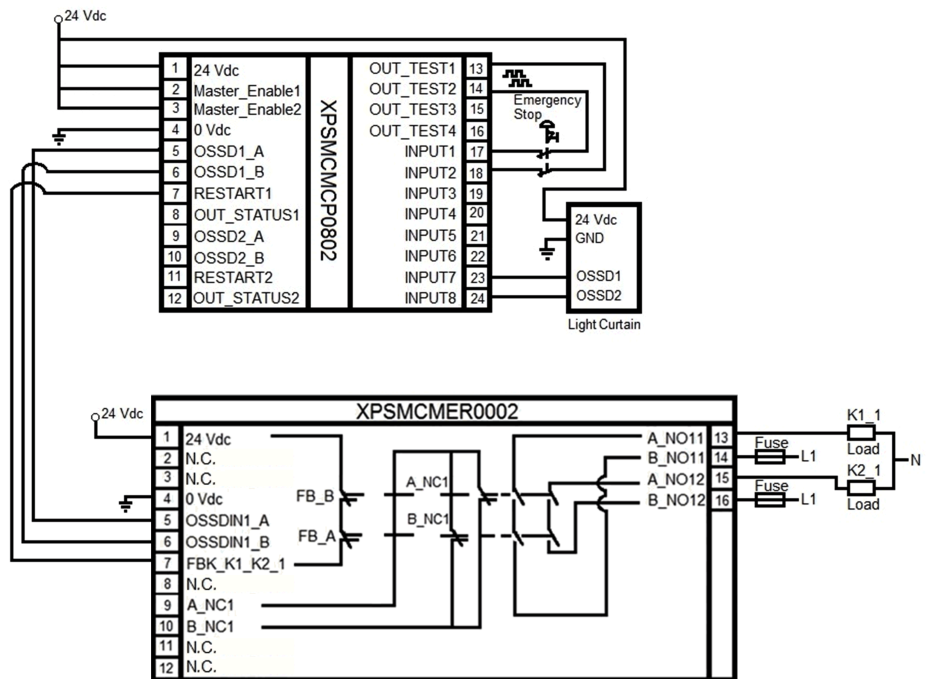 24 Vdc
XPSMCMCP0802
1 24 Vdc
2 Master_Enable1
3 Master_Enable2
4 0 Vdc
5 OSSD1_A
6 OSSD1_B
7 RESTART1
8 OUT_STATUS1
9 OSSD2_A
10 OSSD2_B
11 RESTART2
12 OUT_STATUS2
OUT_TEST1 13
OUT_TEST2 14
OUT_TEST3 15
OUT_TEST4 16
INPUT1 17
INPUT2 18
INPUT3 19
INPUT4 20
INPUT5 21
INPUT6 22
INPUT7 23
INPUT8 24
Emergency
Stop
24 Vdc
GND
OSSD1
OSSD2
Light Curtain
XPSMCMER0002
24 Vdc
1 24 Vdc
2 N.C.
3 N.C.
4 0 Vdc
5 OSSDIN1_A
6 OSSDIN1_B
7 FBK_K1_K2_1
8 N.C.
9 A_NC1
10 B_NC1
11 N.C.
12 N.C.
FB_B
FB_A
A_NC1
B_NC1
A_NO11 13
B_NO11 14
A_NO12 15
B_NO12 16
K1_1
Load
Fuse
L1
K2_1
Load
Fuse
L1
N